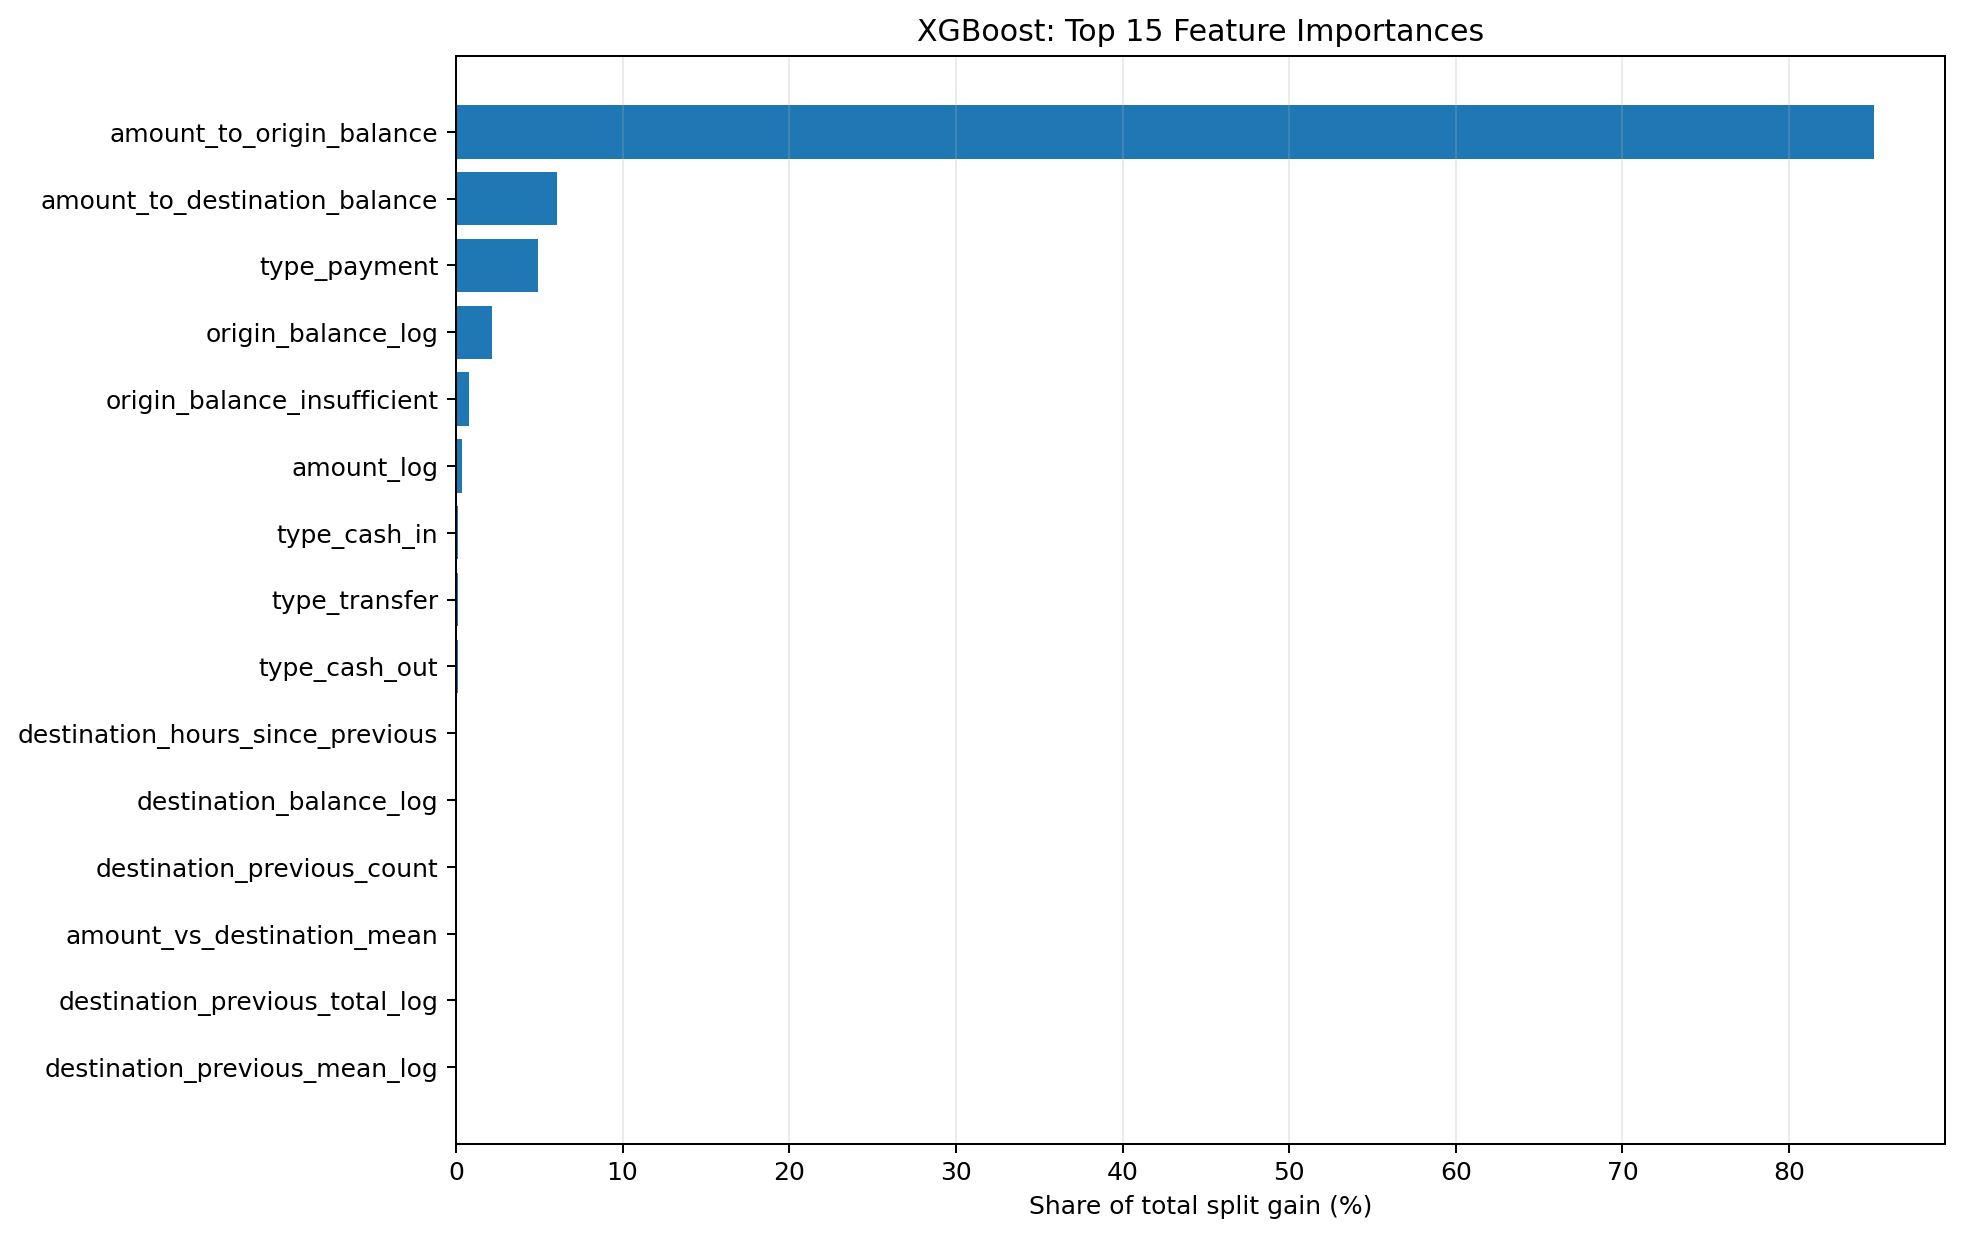 XGBoost: Top 15 Feature Importances
amount_to_origin_balance
amount_to_destination_balance
type_payment
origin_balance_log
origin_balance_insufficient
amount_log
type_cash_in
type_transfer
type_cash_out
destination_hours_since_previous
destination_balance_log
destination_previous_count
amount_vs_destination_mean
destination_previous_total_log
destination_previous_mean_log
0 10 20 30 40 50 60 70 80
Share of total split gain (%)